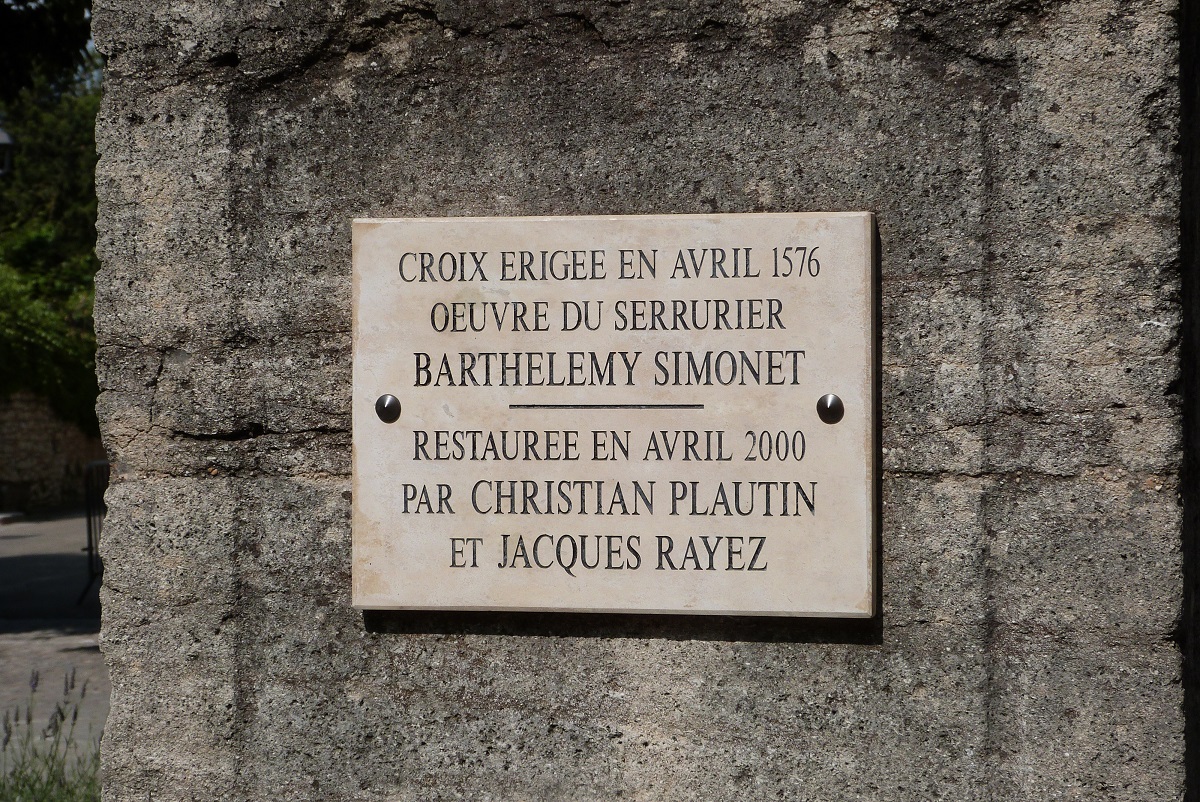 CROIX ERIGEE EN AVRIL 1576
OEUVRE DU SERRURIER
BARTHELEMY SIMONET
RESTAUREE EN AVRIL 2000
PAR CHRISTIAN PLAUTIN
ET JACQUES RAYEZ